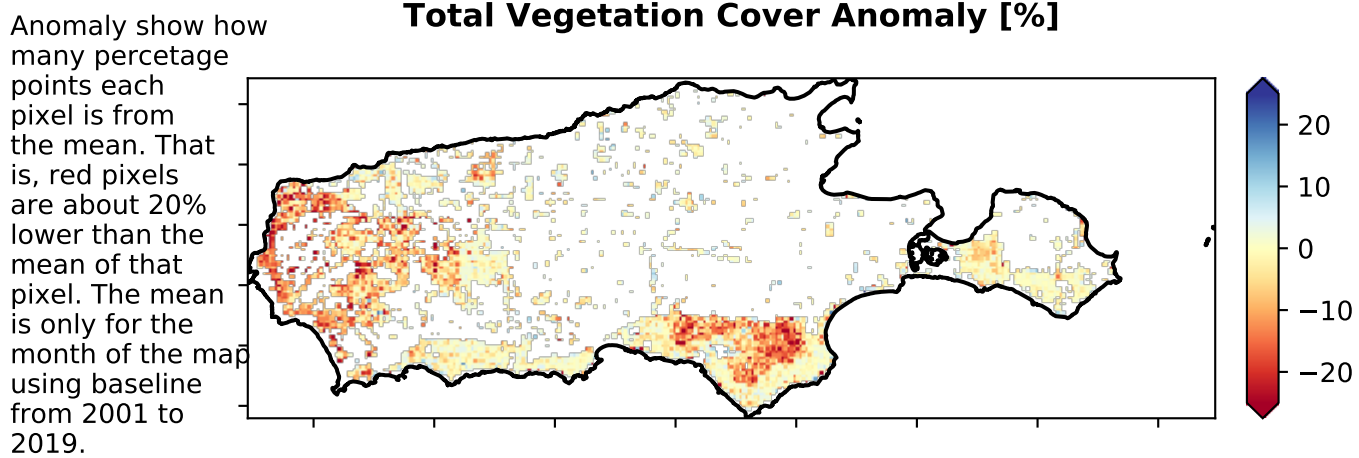 Total Vegetation Cover Anomaly [%]
Anomaly show how
many percetage
points each
pixel is from
the mean. That
is, red pixels
are about 20%
lower than the
mean of that
pixel. The mean
is only for the
month of the map
using baseline
from 2001 to
2019.
20
10
0
−10
−20